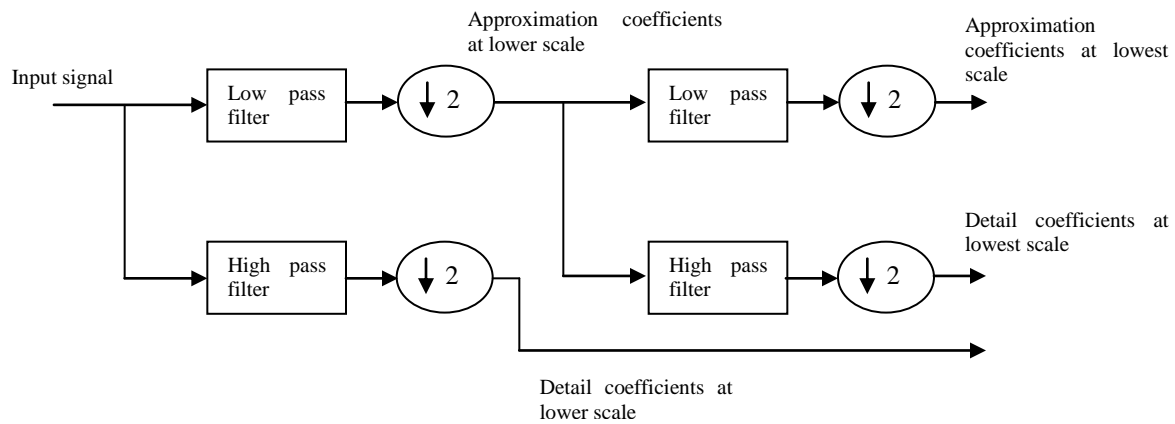 Approximation coefficients
at lower scale
Approximation
coefficients at lowest
scale
Input signal
Low pass
filter
↓ 2
Low pass
filter
↓ 2
Detail coefficients at
lowest scale
High pass
filter
↓ 2
High pass
filter
↓ 2
Detail coefficients at
lower scale